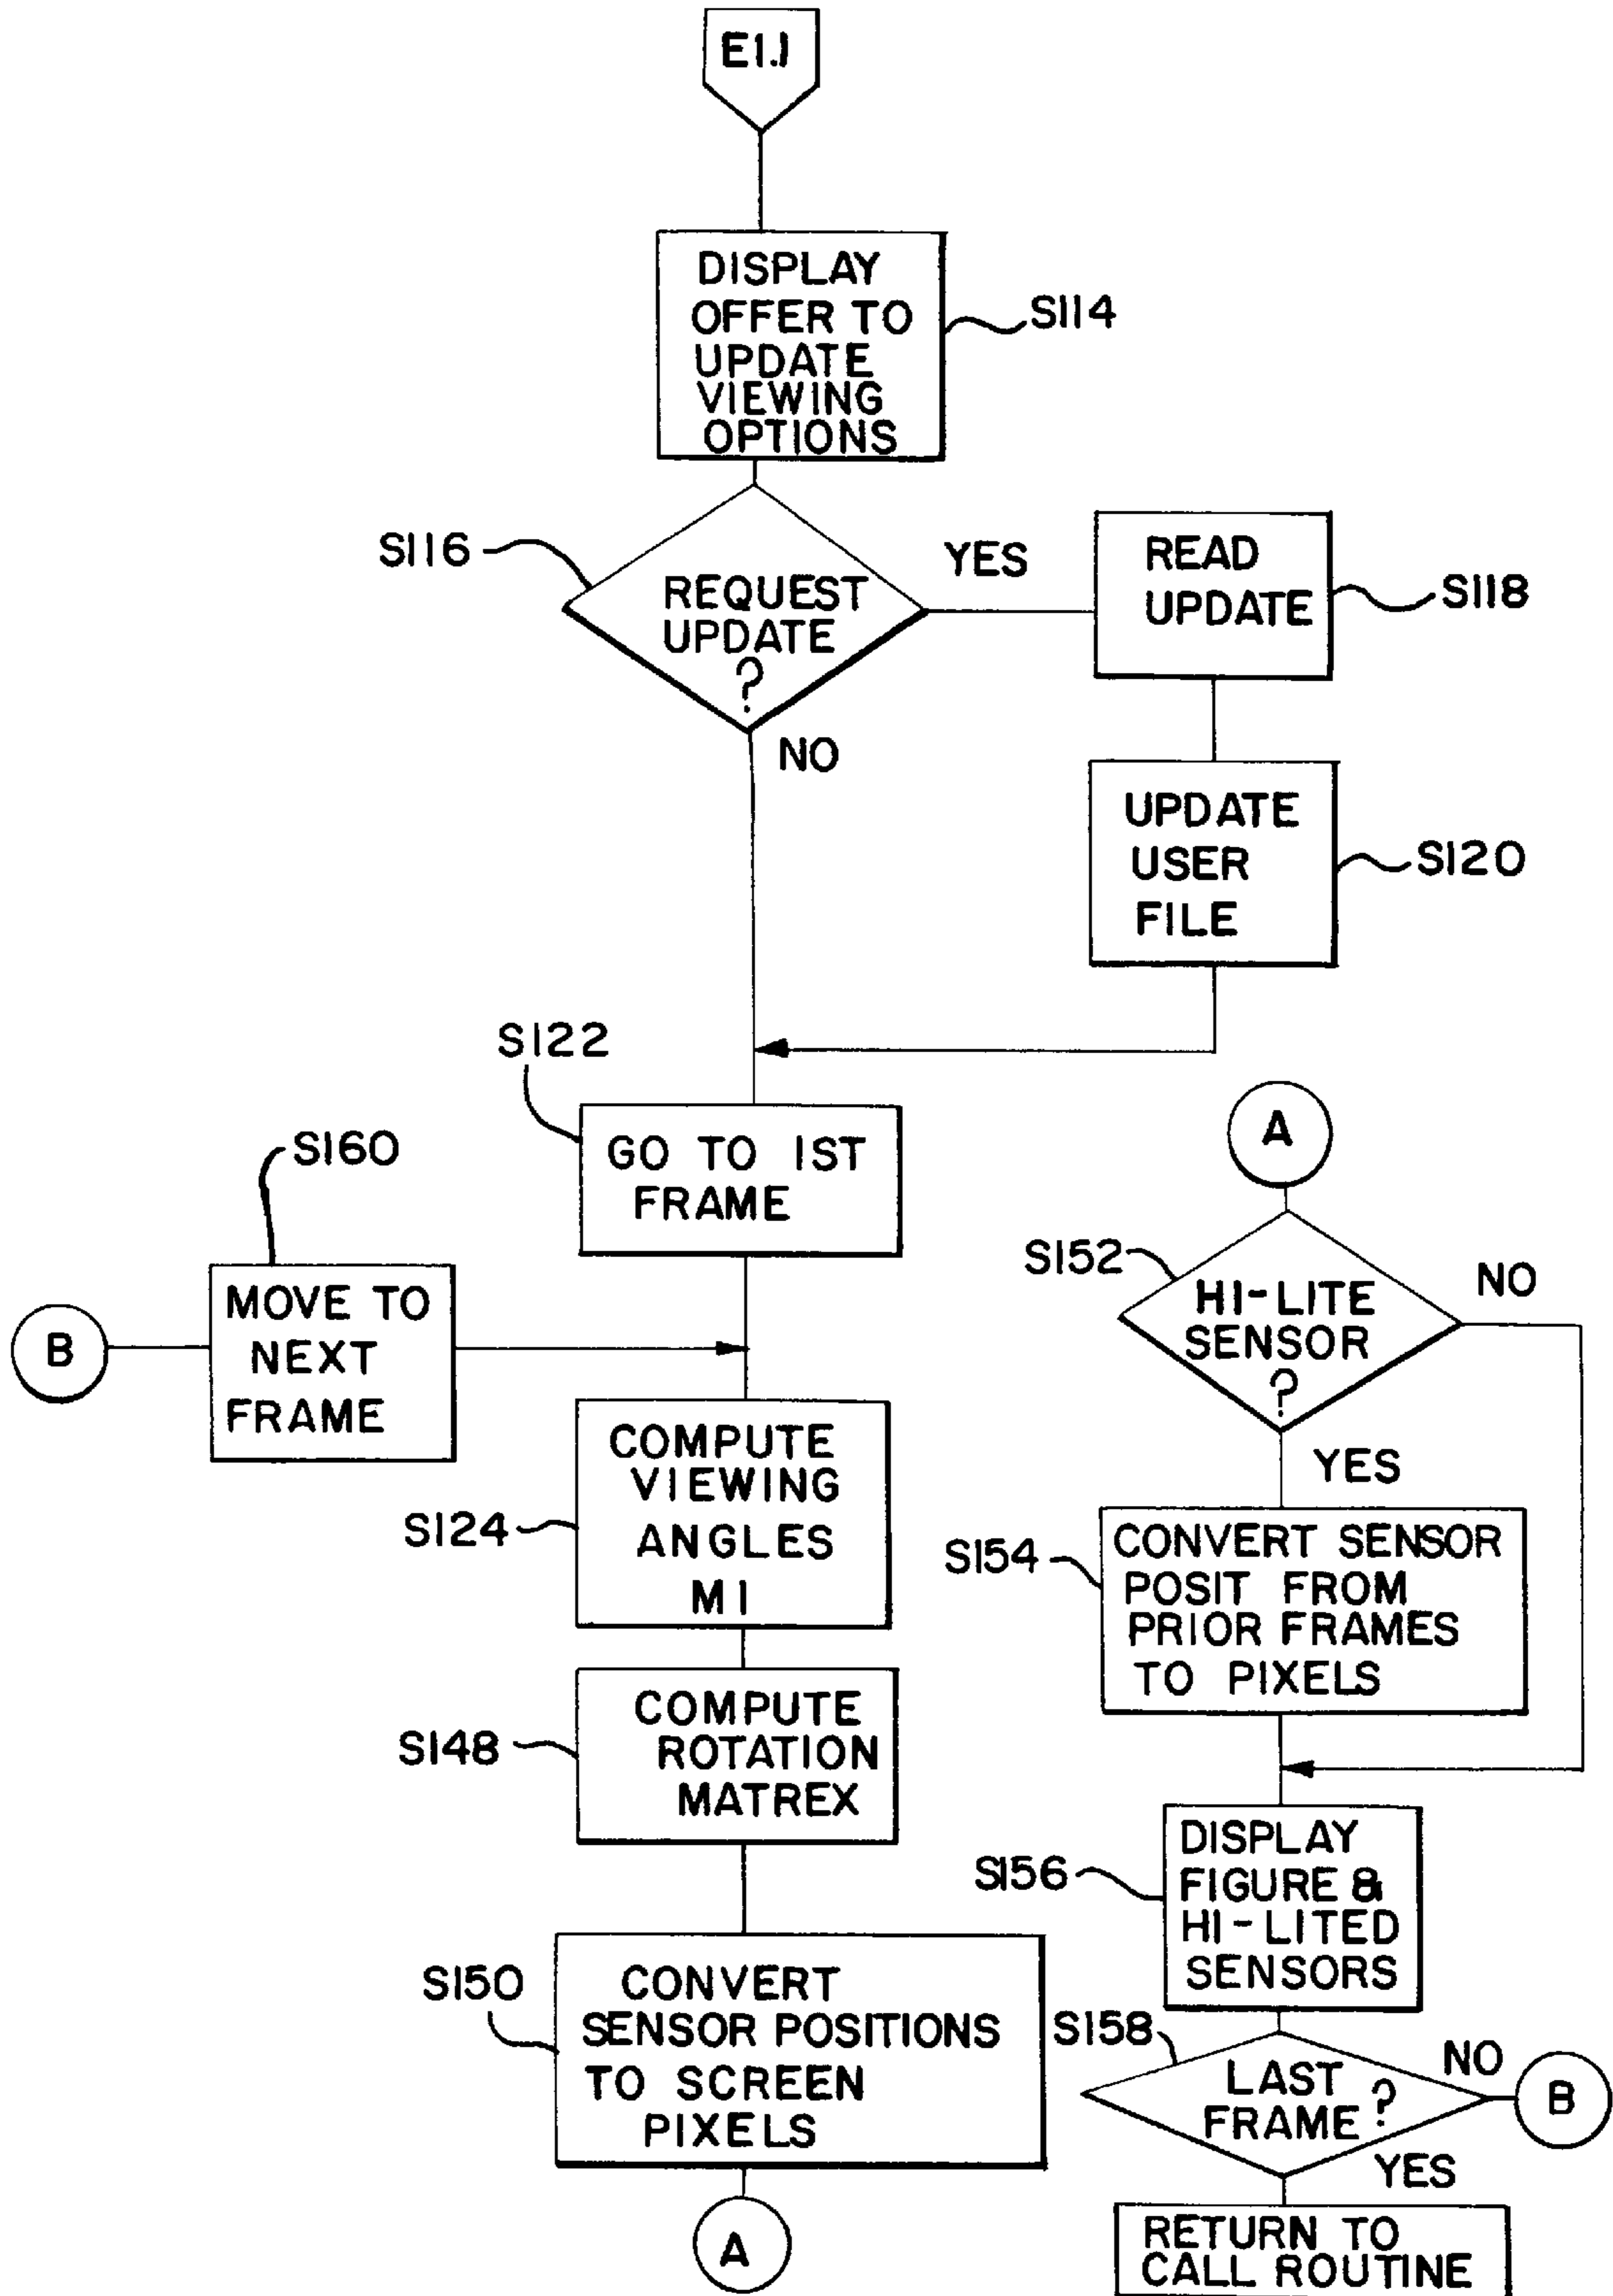 E1.1
DISPLAY
OFFER TO
UPDATE
VIEWING
OPTIONS
S114
S116
REQUEST
UPDATE
?
YES
NO
READ
UPDATE
S118
UPDATE
USER
FILE
S120
S122
GO TO 1ST
FRAME
S160
MOVE TO
NEXT
FRAME
B
COMPUTE
VIEWING
ANGLES
M1
S124
COMPUTE
ROTATION
MATREX
S148
S150
CONVERT
SENSOR POSITIONS
TO SCREEN
PIXELS
A
A
S152
HI-LITE
SENSOR
?
NO
YES
S154
CONVERT SENSOR
POSIT FROM
PRIOR FRAMES
TO PIXELS
S156
DISPLAY
FIGURE &
HI-LITED
SENSORS
S158
LAST
FRAME ?
NO
B
YES
RETURN TO
CALL ROUTINE